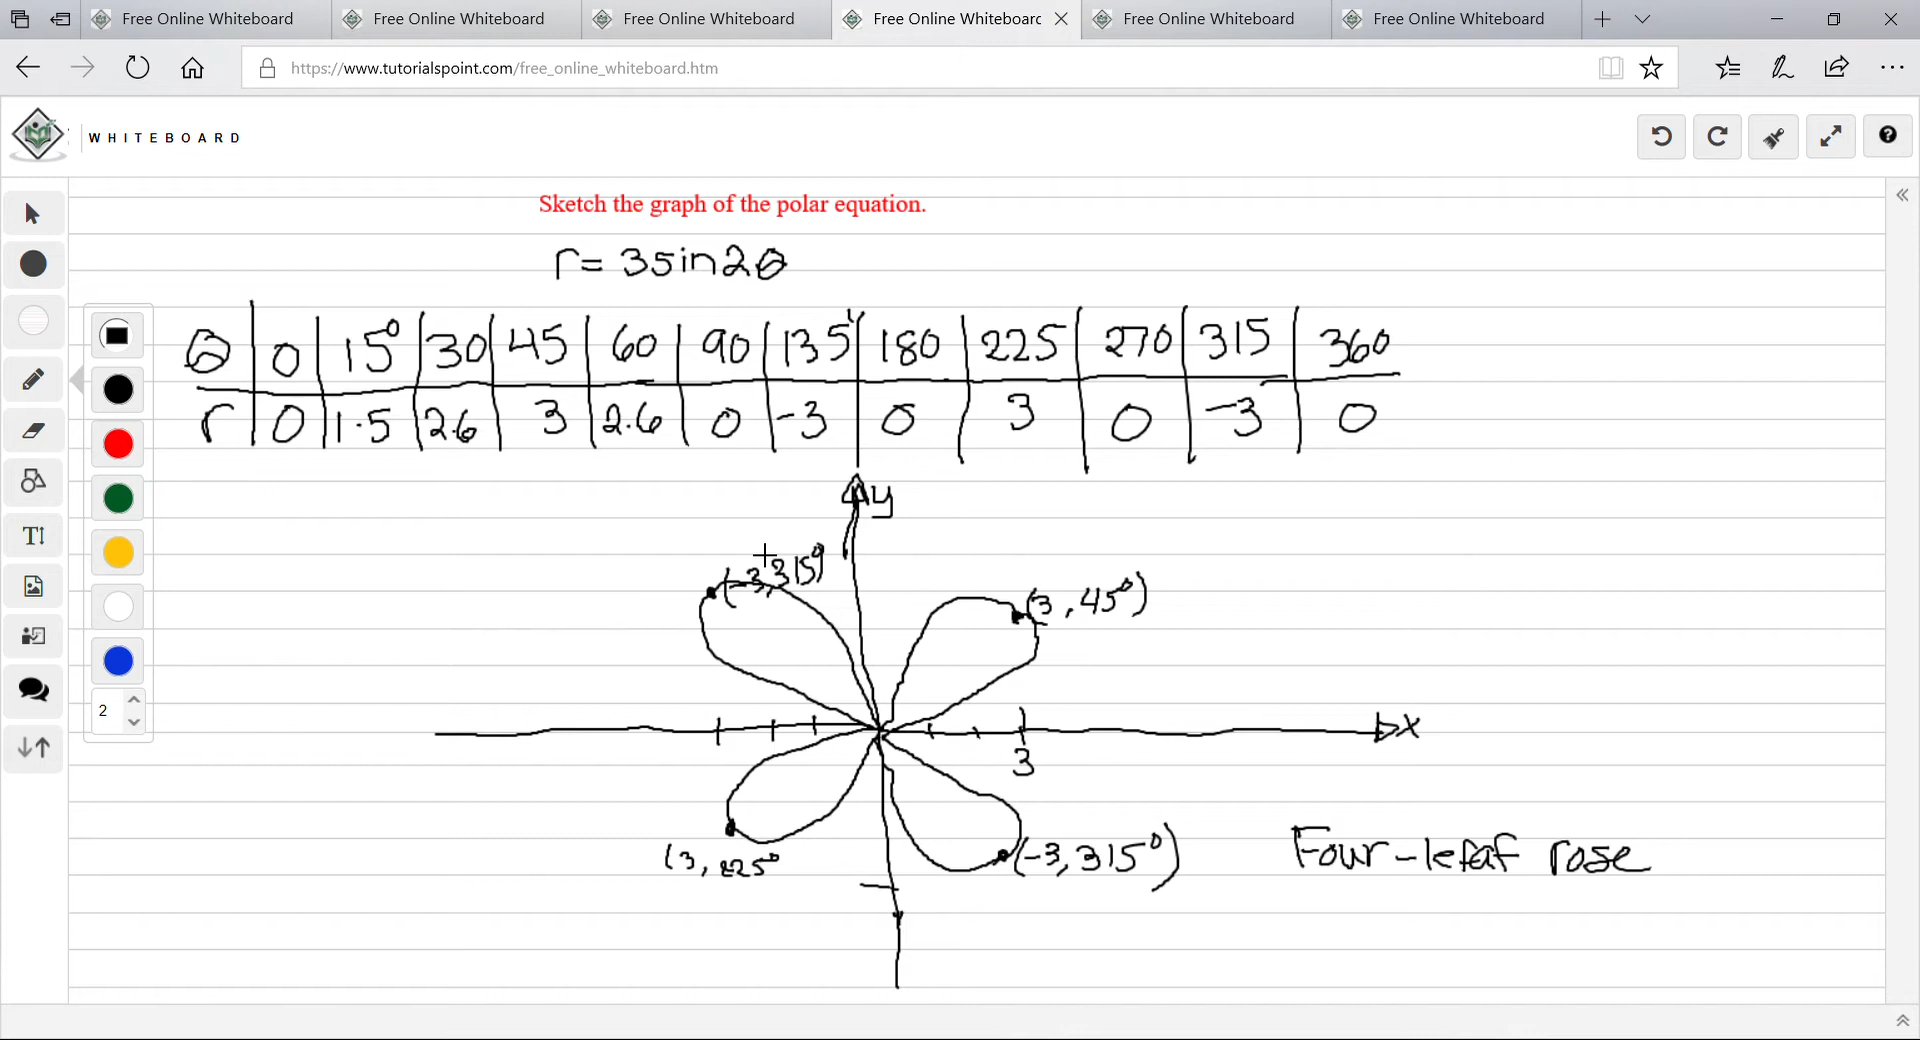 Free Online Whiteboard Free Online Whiteboard Free Online Whiteboard Free Online Whiteboard Free Online Whiteboard Free Online Whiteboard
https://www.tutorialspoint.com/free_online_whiteboard.htm
WHITEBOARD
Sketch the graph of the polar equation.
r = 3sin2θ
θ 0 15° 30 45 60 90 135 180 225 270 315 360
r 0 1.5 2.6 3 2.6 0 -3 0 3 0 -3 0
y
(-3,315°)
(3, 45°)
x
3
(3, 225°
(-3, 315°)
Four-lefaf rose
2
T